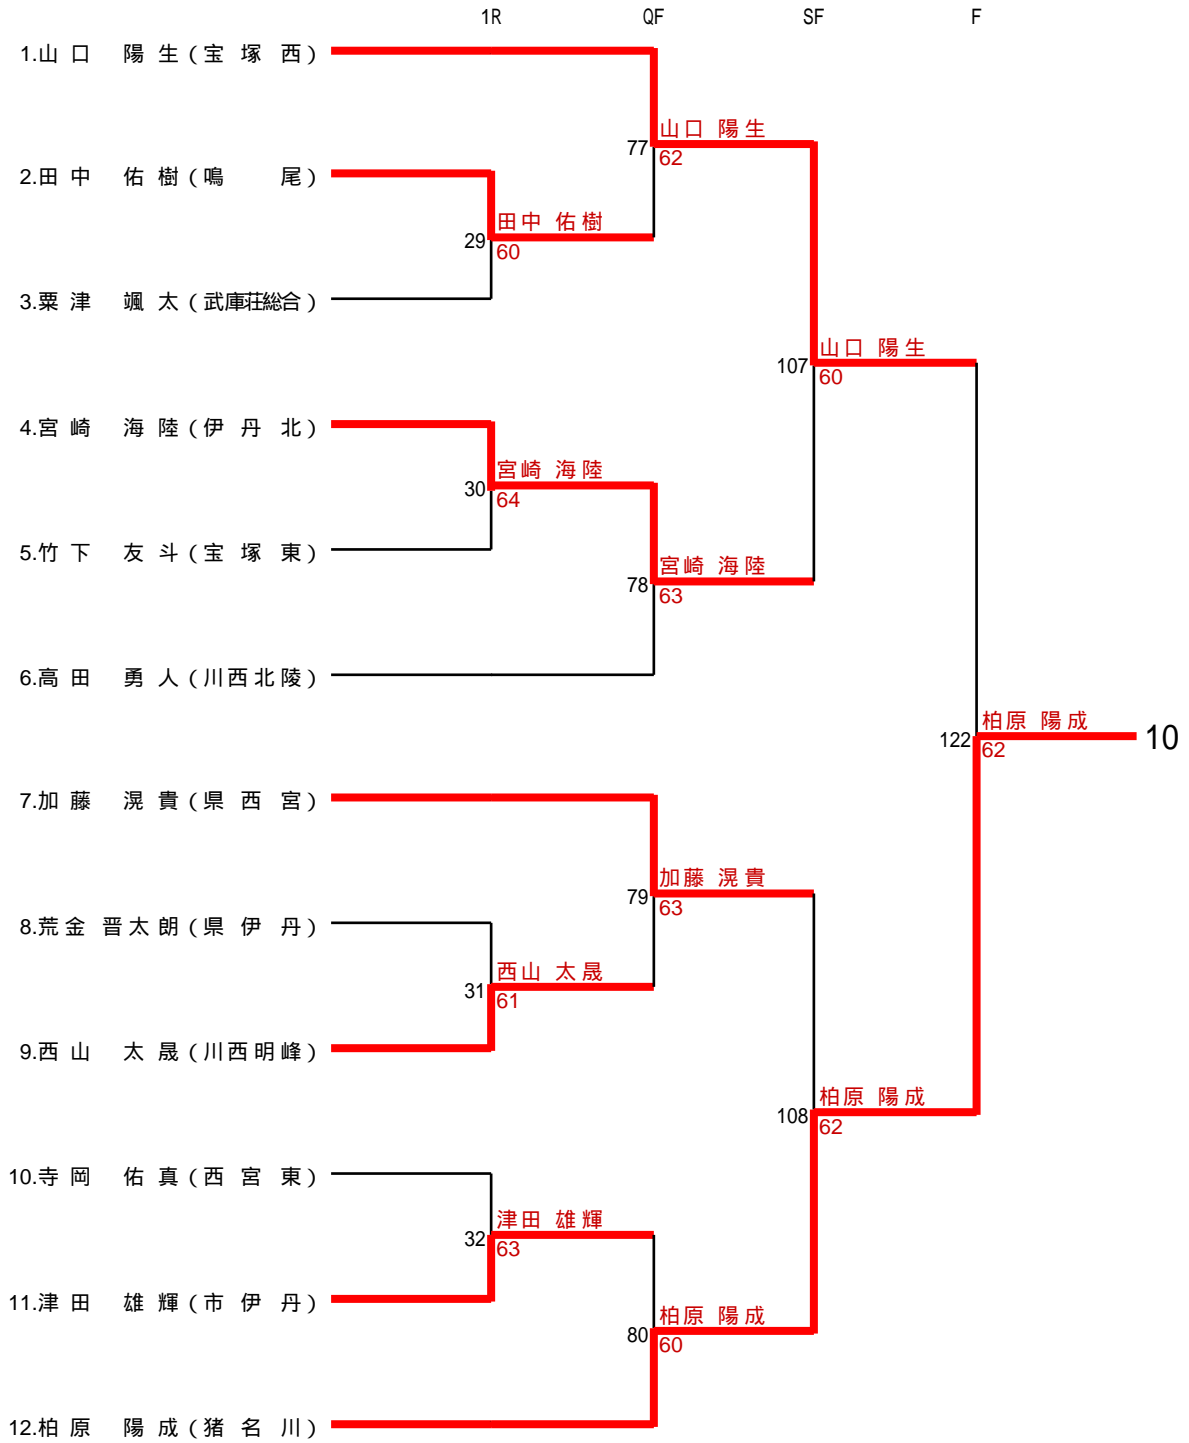 1R QF SF F
1.山口 陽生(宝塚西)
山口 陽生
77
62
2.田中 佑樹(鳴尾)
田中 佑樹
29
60
3.粟津 颯太(武庫荘総合)
山口 陽生
107
60
4.宮崎 海陸(伊丹北)
宮崎 海陸
30
64
5.竹下 友斗(宝塚東)
宮崎 海陸
78
63
6.高田 勇人(川西北陵)
柏原 陽成
122
62
10
7.加藤 滉貴(県西宮)
加藤 滉貴
79
63
8.荒金 晋太朗(県伊丹)
西山 太晟
31
61
9.西山 太晟(川西明峰)
柏原 陽成
108
62
10.寺岡 佑真(西宮東)
津田 雄輝
32
63
11.津田 雄輝(市伊丹)
柏原 陽成
80
60
12.柏原 陽成(猪名川)